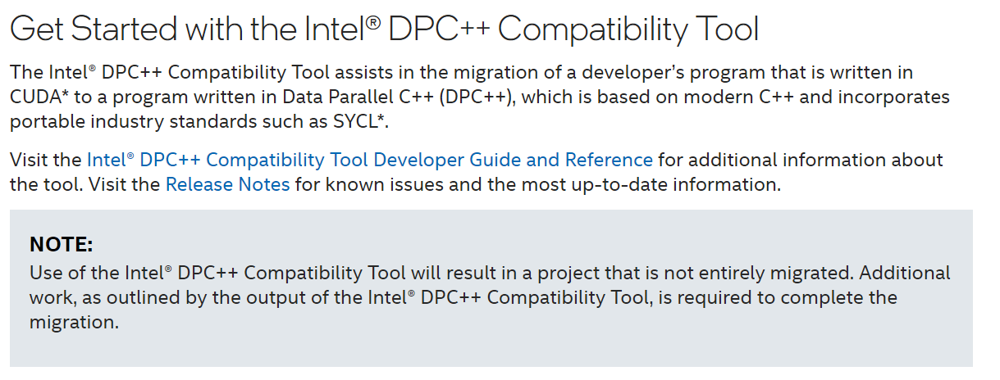 Get Started with the Intel® DPC++ Compatibility Tool
The Intel® DPC++ Compatibility Tool assists in the migration of a developer’s program that is written in
CUDA* to a program written in Data Parallel C++ (DPC++), which is based on modern C++ and incorporates
portable industry standards such as SYCL*.
Visit the Intel® DPC++ Compatibility Tool Developer Guide and Reference for additional information about
the tool. Visit the Release Notes for known issues and the most up-to-date information.
NOTE:
Use of the Intel® DPC++ Compatibility Tool will result in a project that is not entirely migrated. Additional
work, as outlined by the output of the Intel® DPC++ Compatibility Tool, is required to complete the
migration.